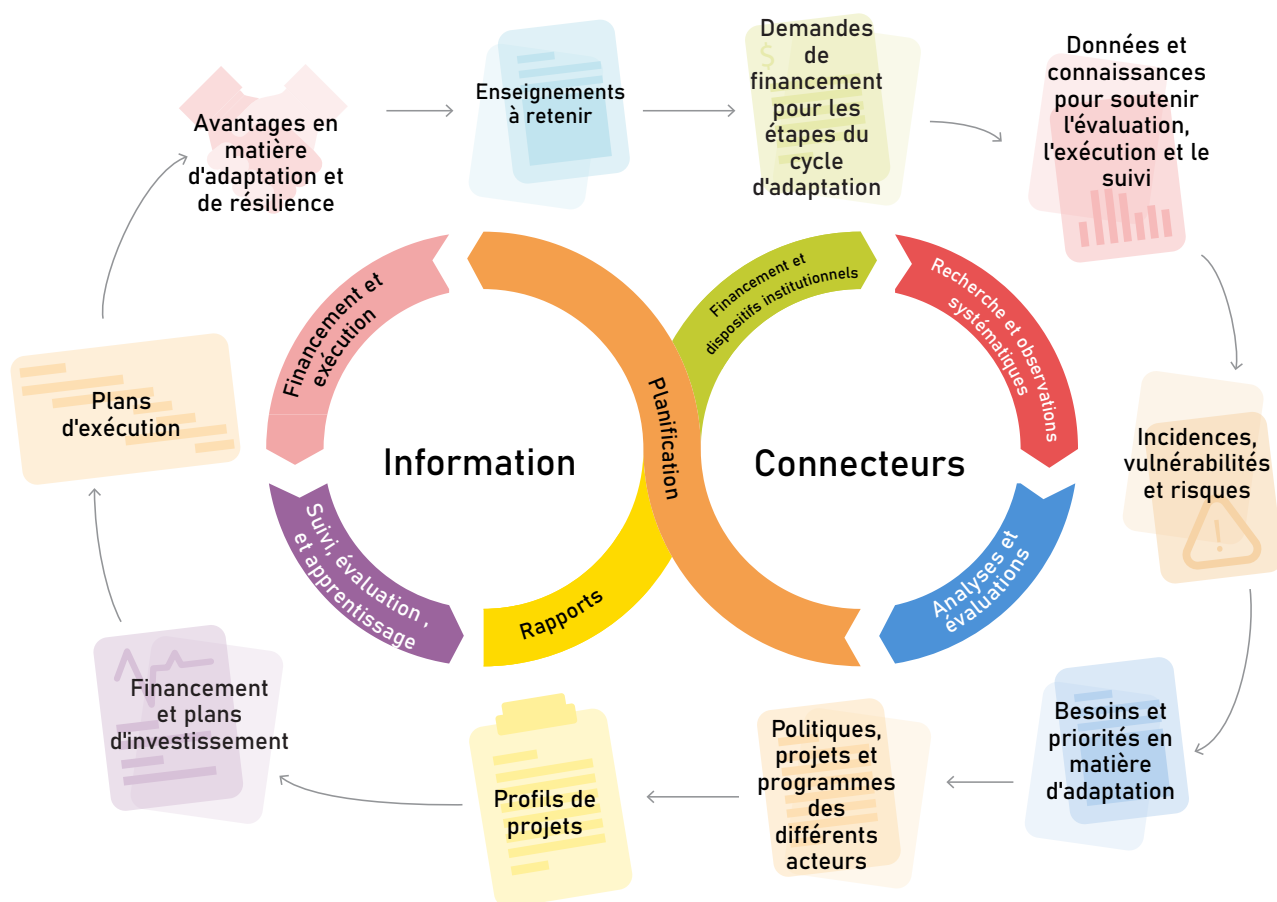 Avantages en
matière
d'adaptation et
de résilience
Enseignements
à retenir
Demandes
de
financement
pour les
étapes du
cycle
d'adaptation
$
Données et
connaissances
pour soutenir
l'évaluation,
l'exécution et le
suivi
Incidences,
vulnérabilités
et risques
!
Besoins et
priorités en
matière
d'adaptation
Politiques,
projets et
programmes
des
différents
acteurs
Profils de
projets
Financement
et plans
d'investissement
Plans
d'exécution
Financement et
exécution
Suivi, évaluation ,
et apprentissage
Rapports
Planification
Financement et
dispositifs institutionnels
Recherche et observations
systématiques
Analyses et
évaluations
Information
Connecteurs